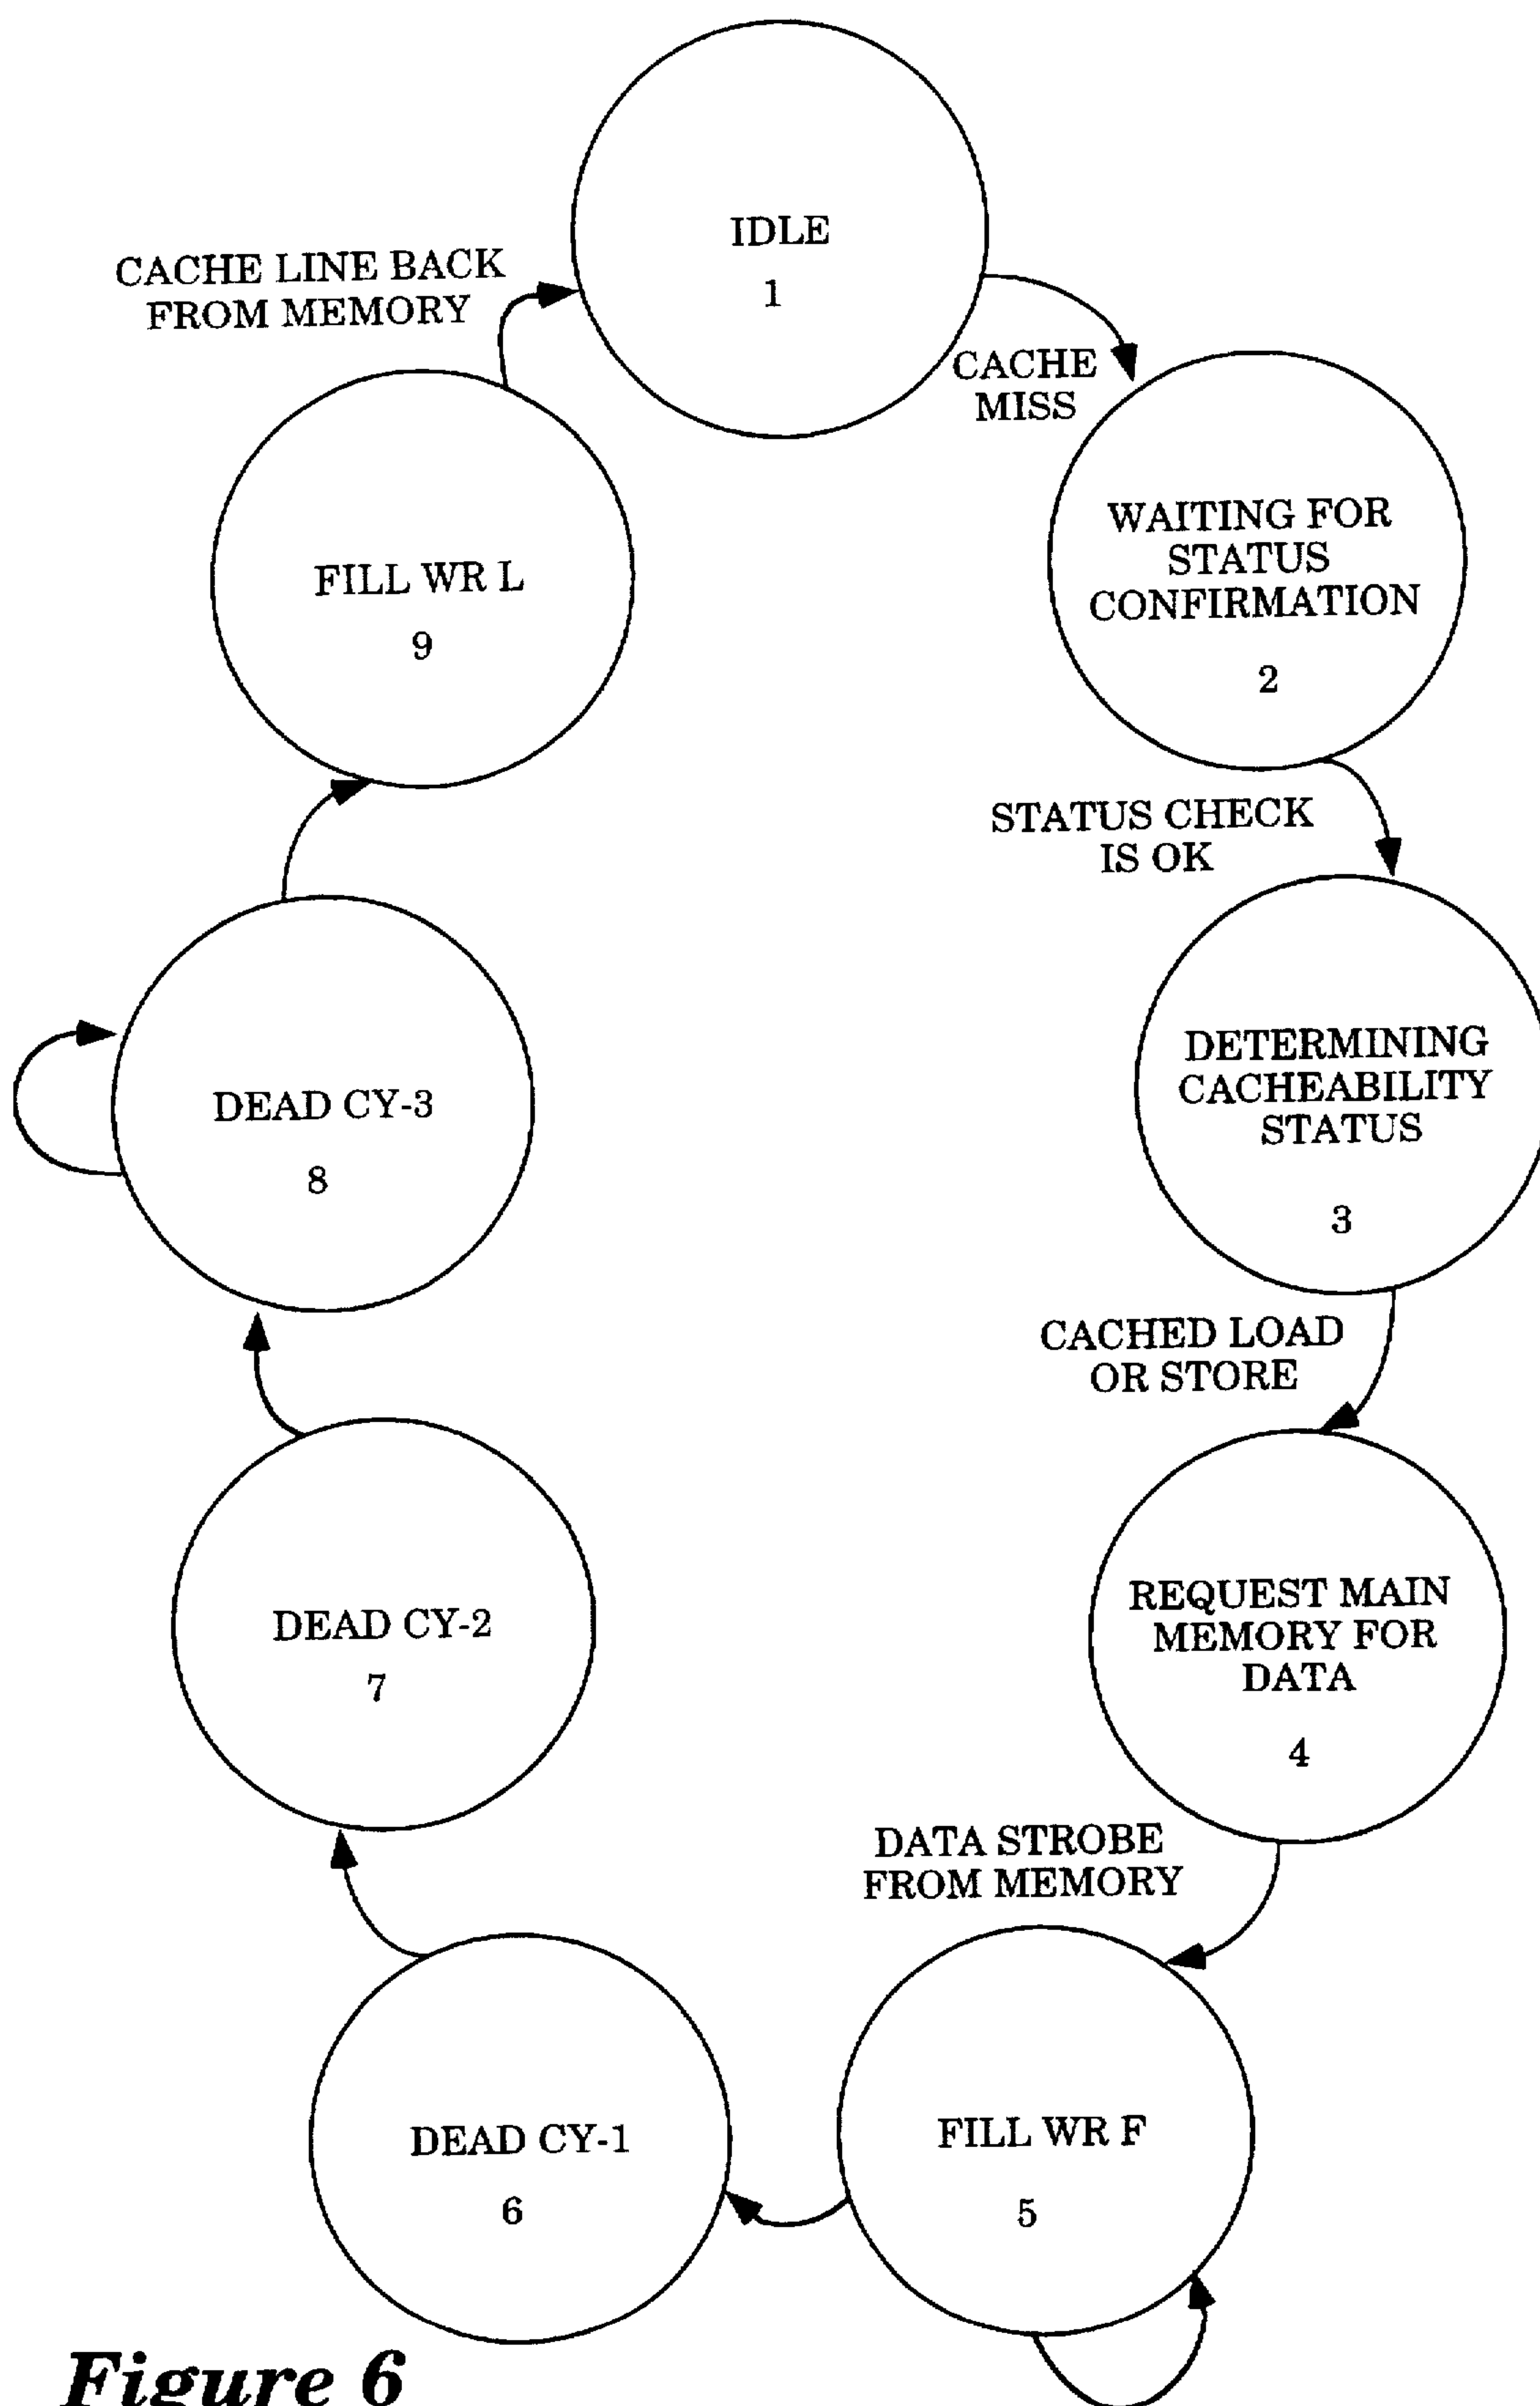 IDLE
1
CACHE MISS
CACHE LINE BACK
FROM MEMORY
WAITING FOR
STATUS
CONFIRMATION
2
STATUS CHECK
IS OK
DETERMINING
CACHEABILITY
STATUS
3
CACHED LOAD
OR STORE
REQUEST MAIN
MEMORY FOR
DATA
4
DATA STROBE
FROM MEMORY
FILL WR F
5
DEAD CY-1
6
DEAD CY-2
7
DEAD CY-3
8
FILL WR L
9
Figure 6